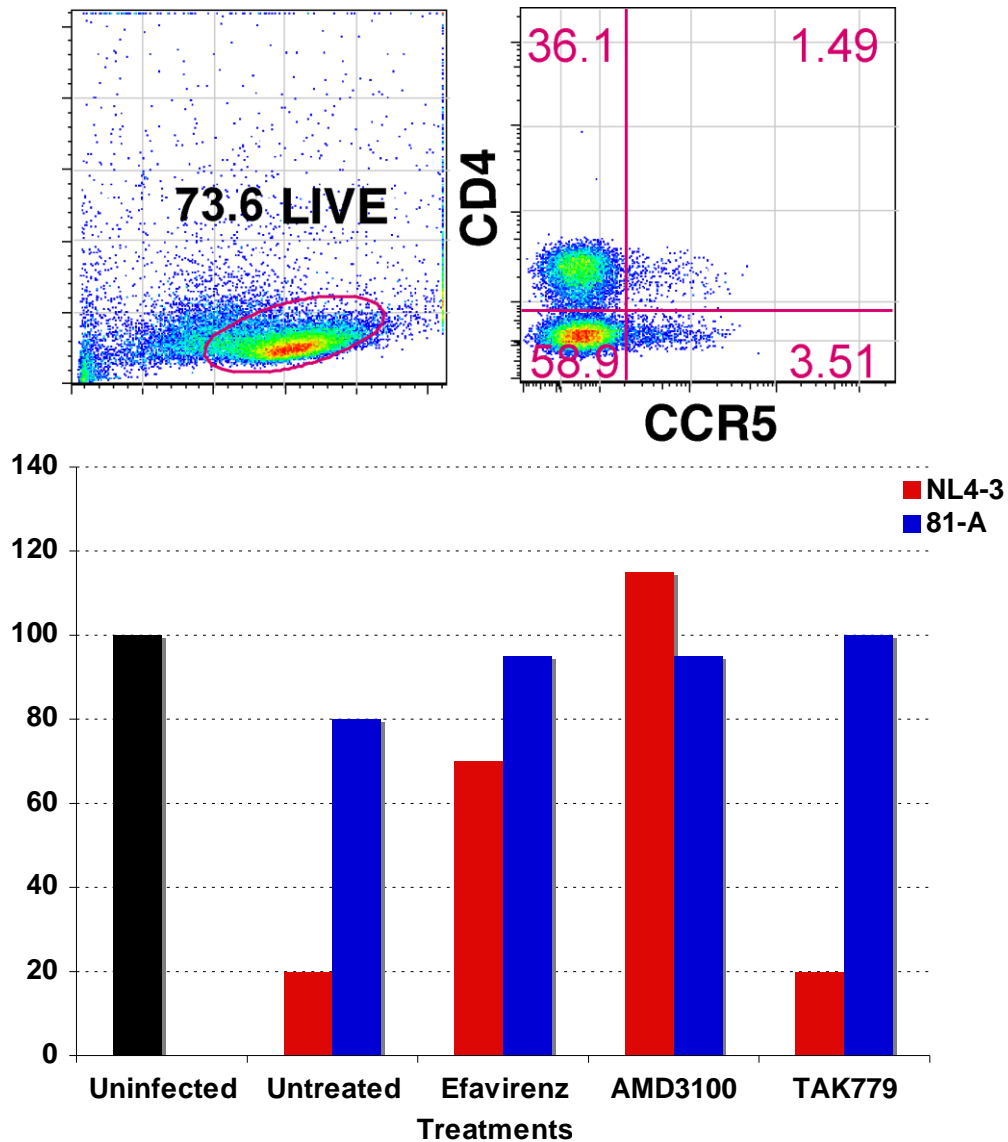 36.1 1.49
73.6 LIVE
CD4
58.9 3.51
CCR5
140
NL4-3
81-A
120
100
80
60
40
20
0
Uninfected Untreated Efavirenz AMD3100 TAK779
Treatments